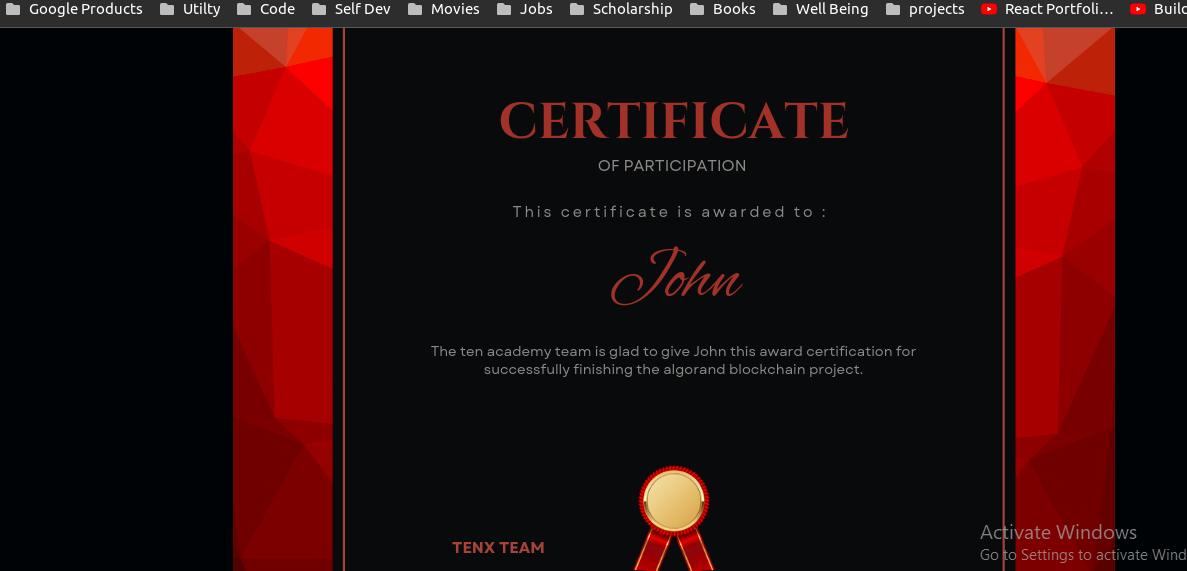 Google Products Utilty Code Self Dev Movies Jobs Scholarship Books Well Being projects React Portfoli... Build
CERTIFICATE
OF PARTICIPATION
This certificate is awarded to :
John
The ten academy team is glad to give John this award certification for
successfully finishing the algorand blockchain project.
TENX TEAM
Activate Windows
Go to Settings to activate Wind